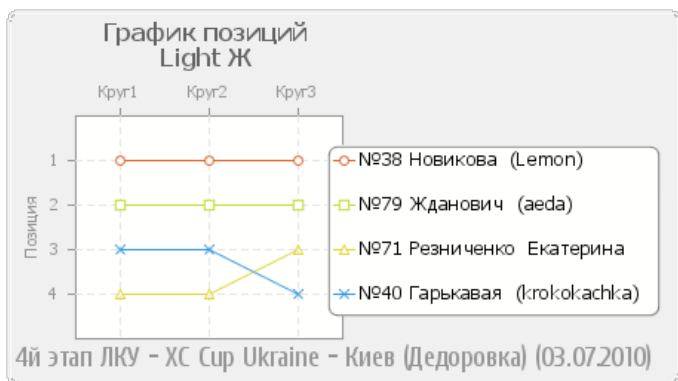 График позиций
Light Ж
Круг1 Круг2 Круг3
Позиция
1
2
3
4
№38 Новикова (Lemon)
№79 Жданович (aeda)
№71 Резниченко Екатерина
№40 Гарькавая (krokokachka)
4й этап ЛКУ - XC Cup Ukraine - Киев (Дедоровка) (03.07.2010)